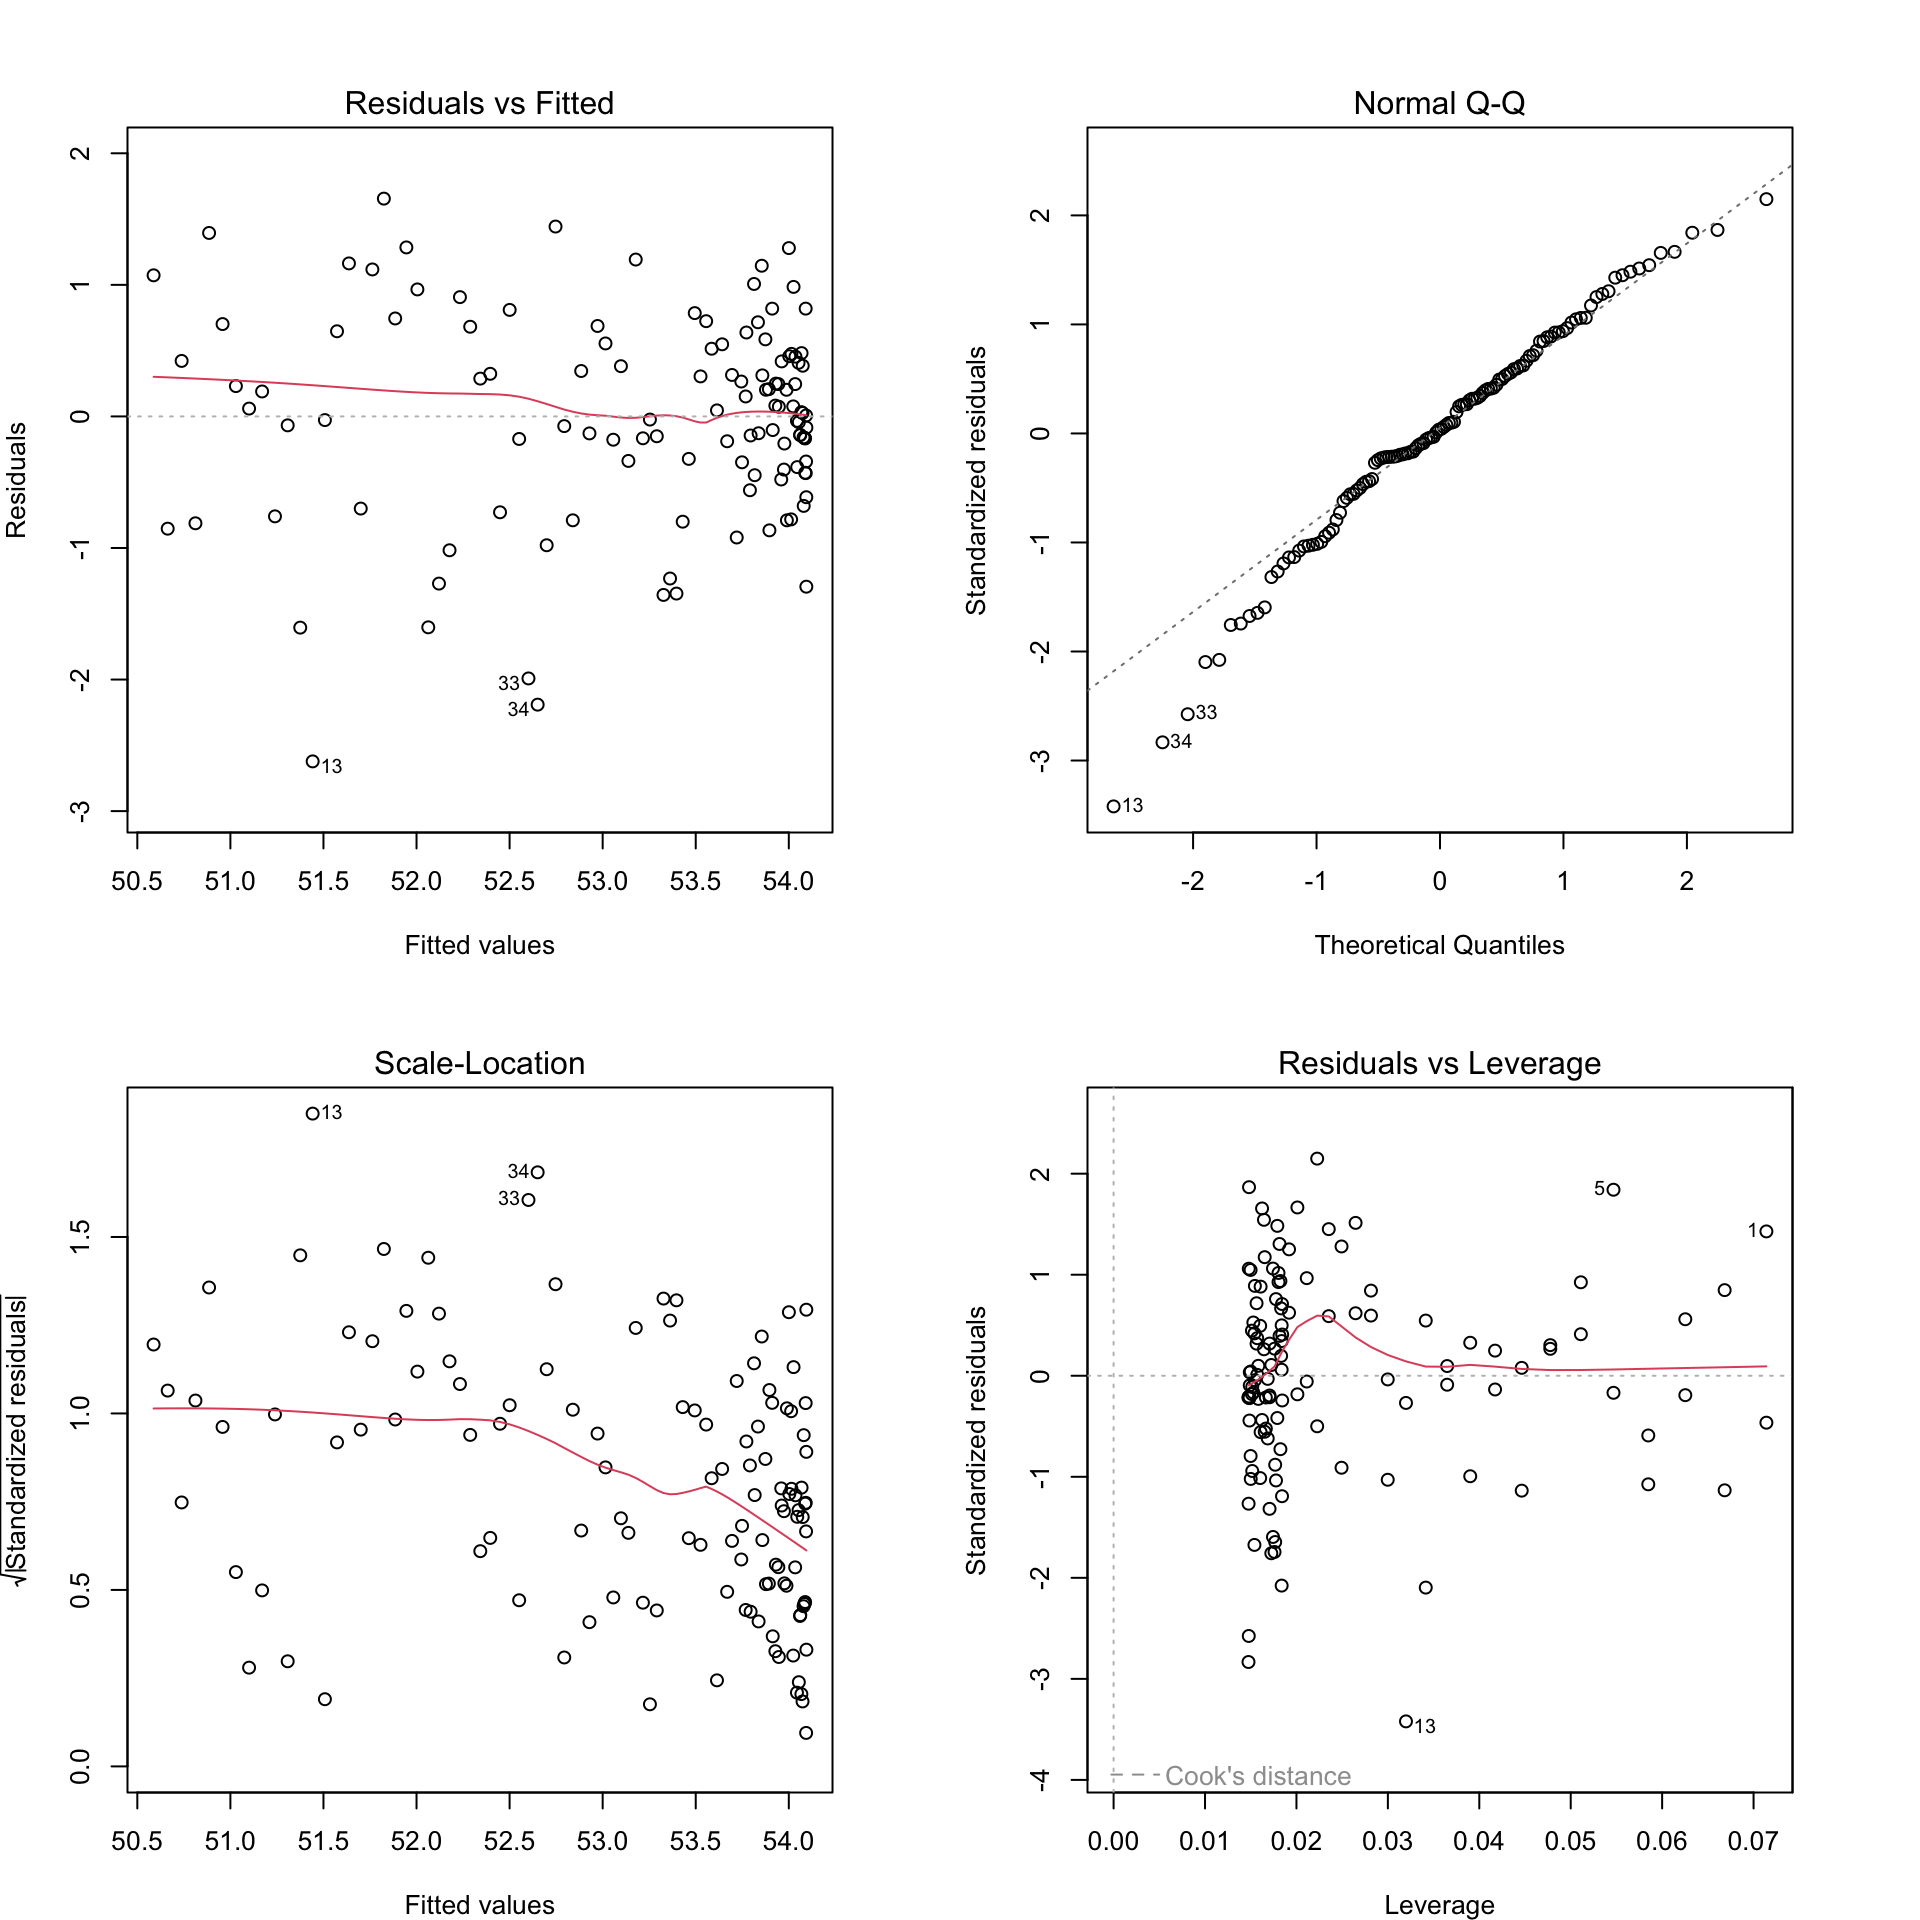 Residuals vs Fitted
Residuals
2
1
0
-1
-2
-3
33
34
13
50.5 51.0 51.5 52.0 52.5 53.0 53.5 54.0
Fitted values
Normal Q-Q
Standardized residuals
2
1
0
-1
-2
-3
33
34
13
-2 -1 0 1 2
Theoretical Quantiles
Scale-Location
√|Standardized residuals|
1.5
1.0
0.5
0.0
13
34
33
50.5 51.0 51.5 52.0 52.5 53.0 53.5 54.0
Fitted values
Residuals vs Leverage
Standardized residuals
2
1
0
-1
-2
-3
-4
5
1
13
Cook's distance
0.00 0.01 0.02 0.03 0.04 0.05 0.06 0.07
Leverage